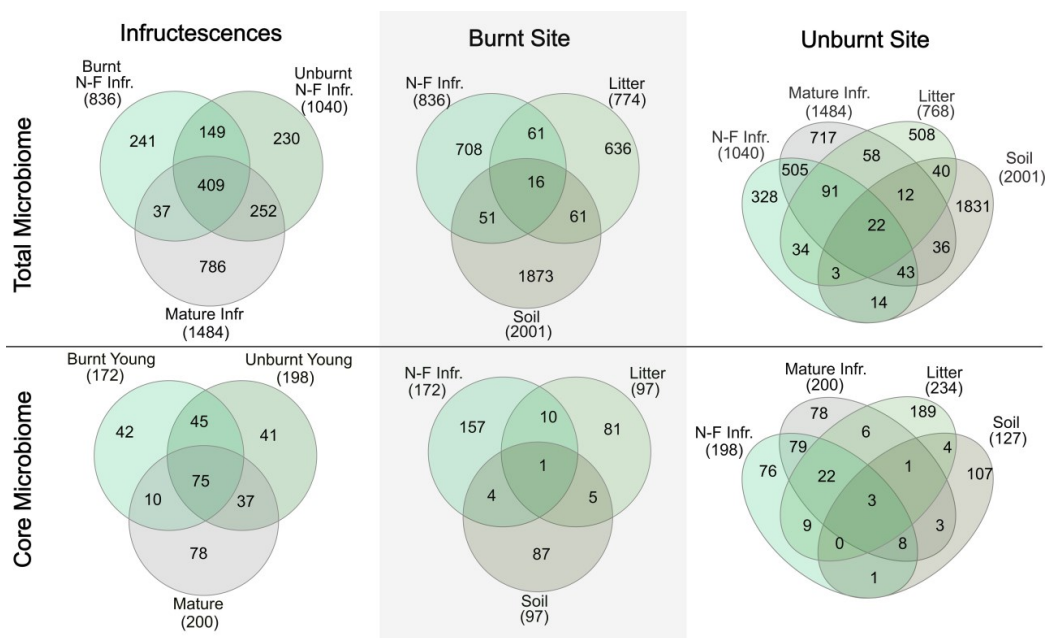 Infructescences
Burnt Site
Unburnt Site
Total Microbiome
Burnt
N-F Infr.
(836)
Unburnt
N-F Infr.
(1040)
241
149
230
409
37
252
786
Mature Infr
(1484)
N-F Infr.
(836)
Litter
(774)
708
61
636
16
51
61
1873
Soil
(2001)
N-F Infr.
(1040)
Mature Infr.
(1484)
Litter
(768)
Soil
(2001)
717
508
58
505
40
328
91
12
1831
22
34
36
3
43
14
Core Microbiome
Burnt Young
(172)
Unburnt Young
(198)
42
45
41
75
10
37
78
Mature
(200)
N-F Infr.
(172)
Litter
(97)
157
10
81
1
4
5
87
Soil
(97)
N-F Infr.
(198)
Mature Infr.
(200)
Litter
(234)
Soil
(127)
78
189
6
79
4
76
22
1
107
3
9
3
0
8
1